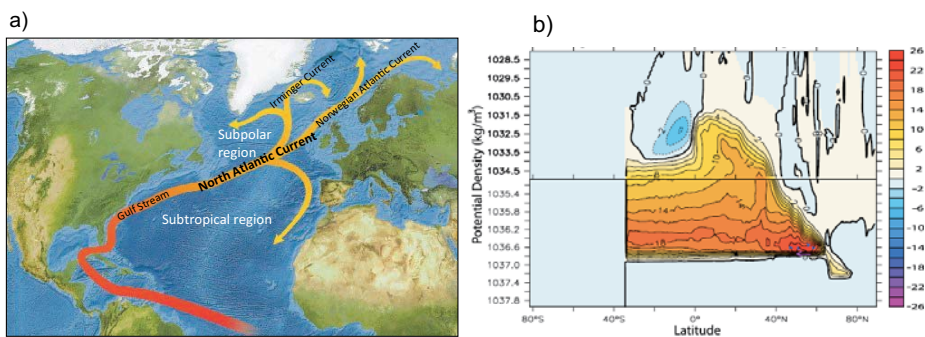 a)
Irminger Current
Norwegian Atlantic Current
Subpolar
region
North Atlantic Current
Gulf Stream
Subtropical region
b)
Potential Density (kg/m³)
1028.5
1029.5
1030.5
1031.5
1032.5
1033.5
1034.5
1035.4
1035.8
1036.2
1036.6
1037.0
1037.4
1037.8
80°S
40°S
0°
40°N
80°N
Latitude
26
22
18
14
10
6
2
-2
-6
-10
-14
-18
-22
-26